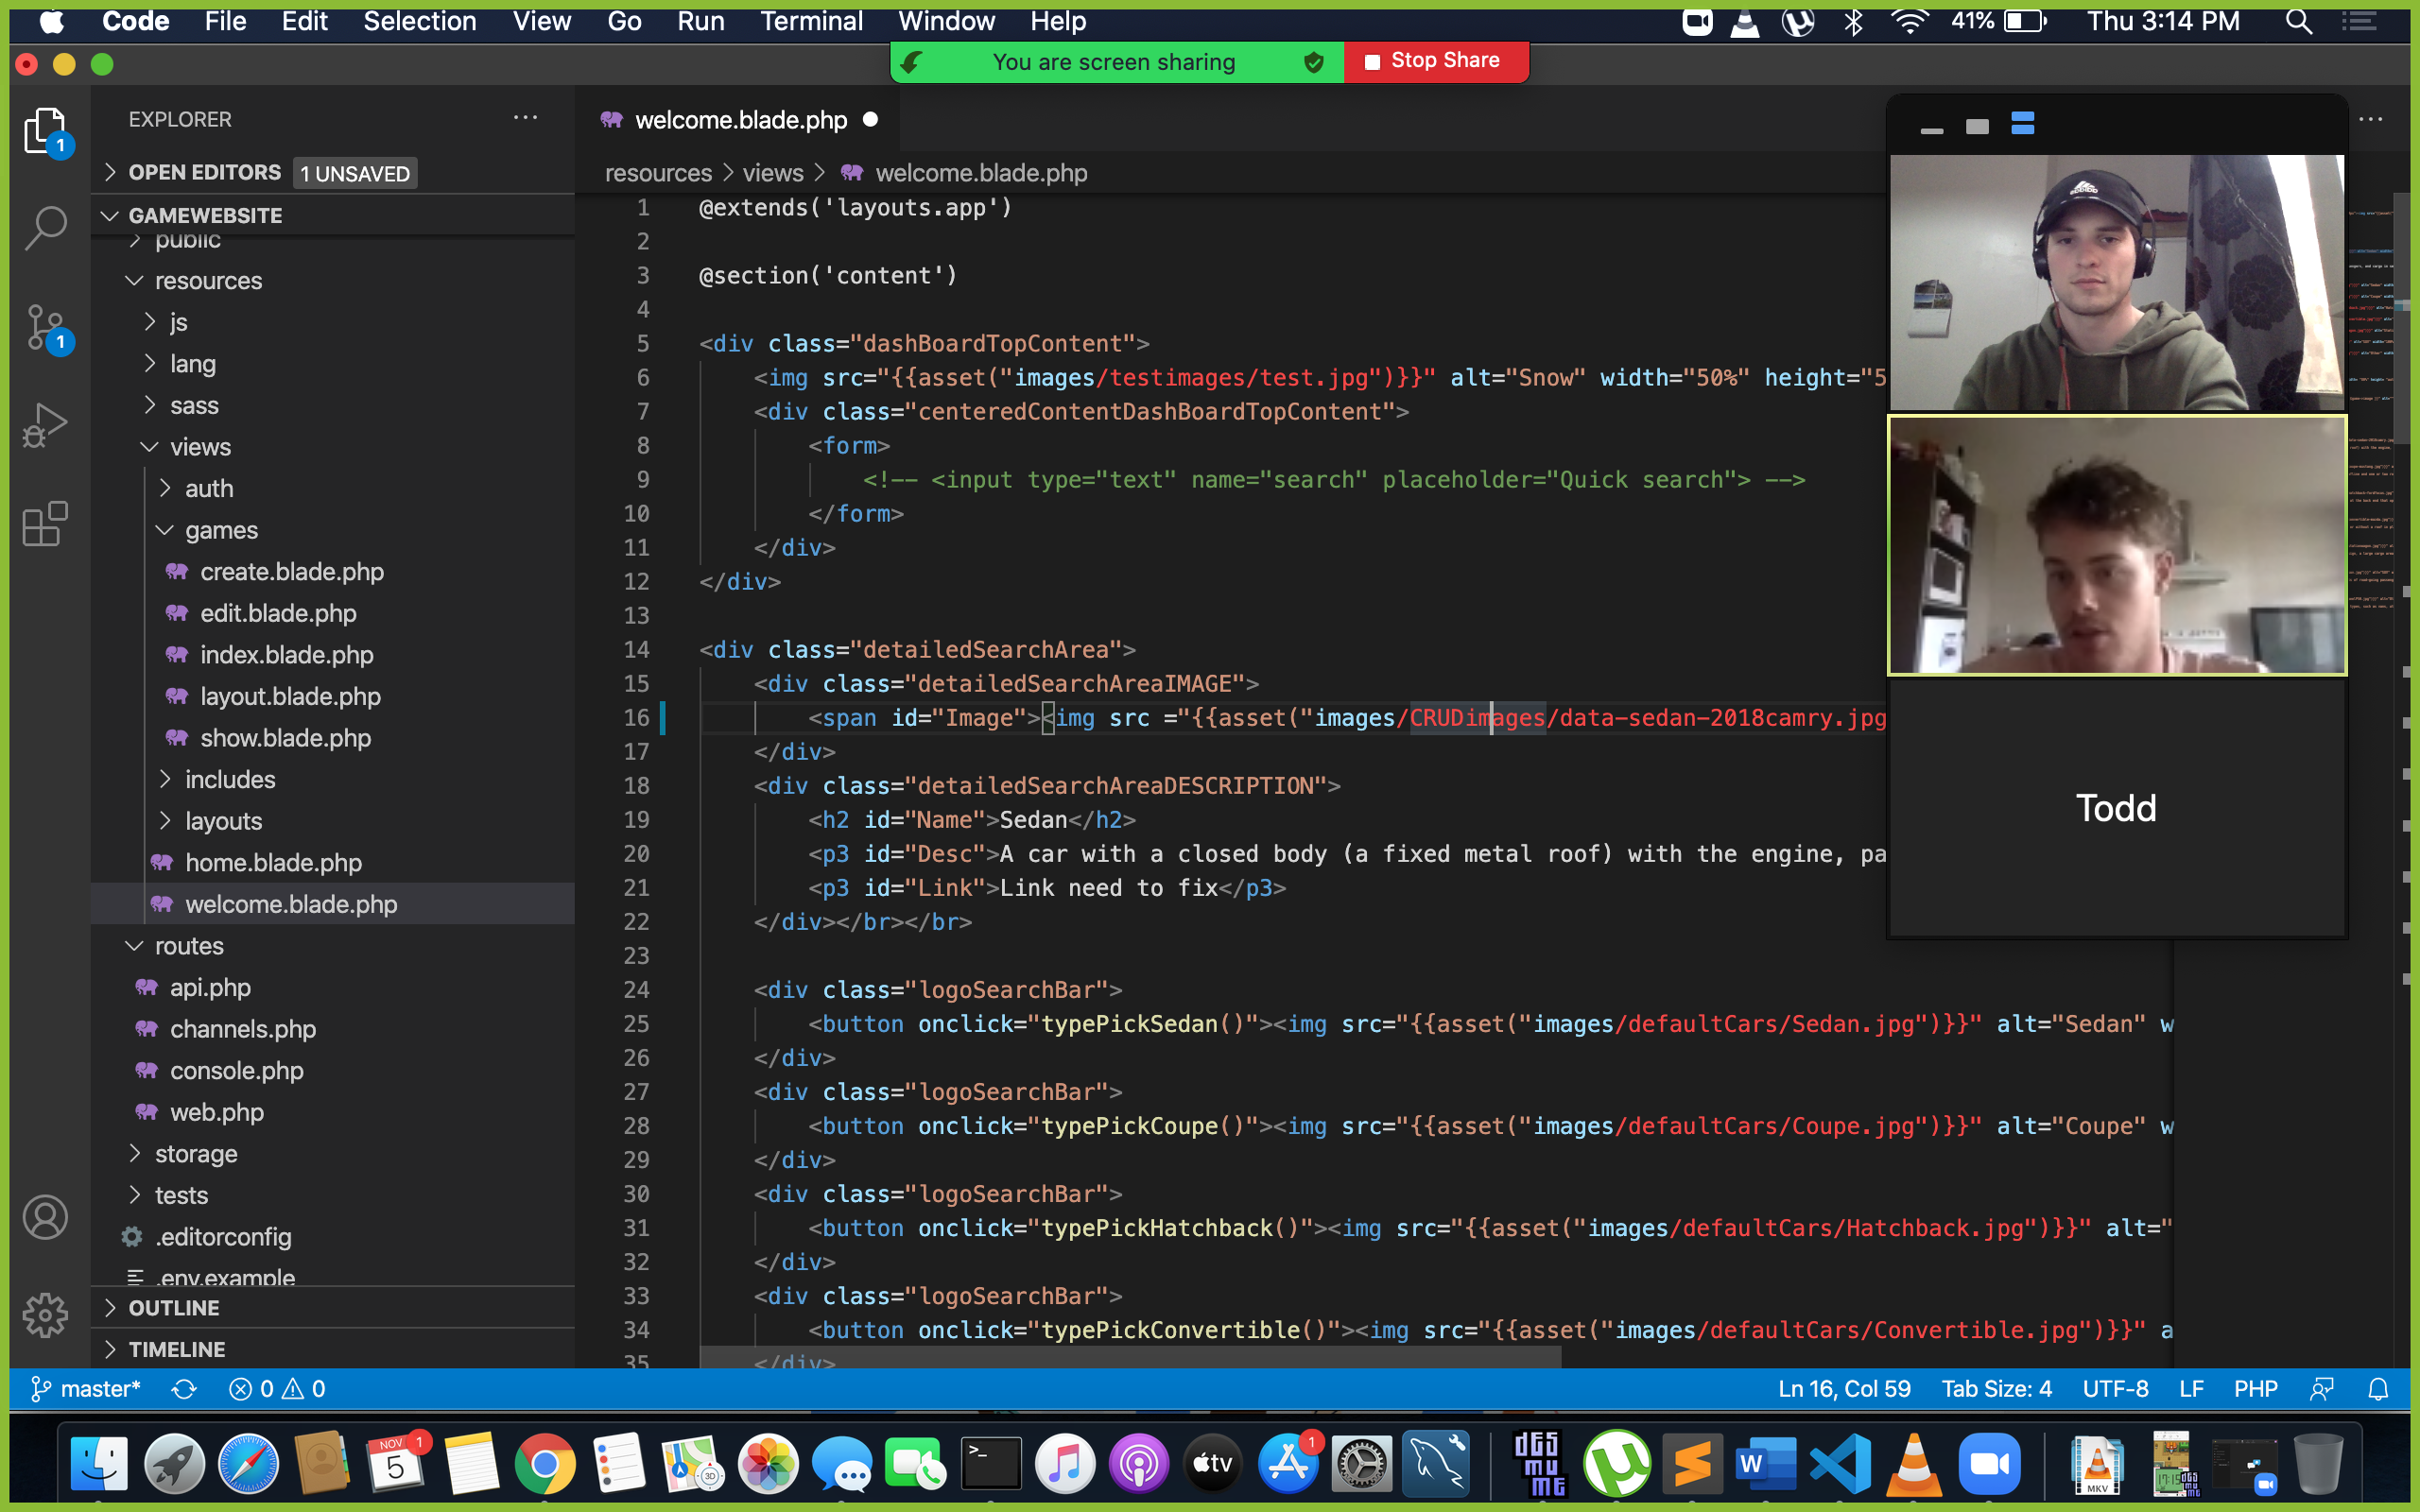 Code File Edit Selection View Go Run Terminal Window Help 41% Thu 3:14 PM
You are screen sharing Stop Share
EXPLORER
1
OPEN EDITORS 1 UNSAVED
GAMEWEBSITE
public
resources
js
1
lang
sass
views
auth
games
create.blade.php
edit.blade.php
index.blade.php
layout.blade.php
show.blade.php
includes
layouts
home.blade.php
welcome.blade.php
routes
api.php
channels.php
console.php
web.php
storage
tests
.editorconfig
.env.example
OUTLINE
TIMELINE
welcome.blade.php
resources > views > welcome.blade.php
1 @extends('layouts.app')
2
3 @section('content')
4
5 <div class="dashBoardTopContent">
6 <img src="{{asset("images/testimages/test.jpg")}}" alt="Snow" width="50%" height="5
7 <div class="centeredContentDashBoardTopContent">
8 <form>
9 <!-- <input type="text" name="search" placeholder="Quick search"> -->
10 </form>
11 </div>
12 </div>
13
14 <div class="detailedSearchArea">
15 <div class="detailedSearchAreaIMAGE">
16 <span id="Image"><img src ="{{asset("images/CRUDimages/data-sedan-2018camry.jpg
17 </div>
18 <div class="detailedSearchAreaDESCRIPTION">
19 <h2 id="Name">Sedan</h2>
20 <p3 id="Desc">A car with a closed body (a fixed metal roof) with the engine, pa
21 <p3 id="Link">Link need to fix</p3>
22 </div></br></br>
23
24 <div class="logoSearchBar">
25 <button onclick="typePickSedan()"><img src="{{asset("images/defaultCars/Sedan.jpg")}}" alt="Sedan" w
26 </div>
27 <div class="logoSearchBar">
28 <button onclick="typePickCoupe()"><img src="{{asset("images/defaultCars/Coupe.jpg")}}" alt="Coupe" w
29 </div>
30 <div class="logoSearchBar">
31 <button onclick="typePickHatchback()"><img src="{{asset("images/defaultCars/Hatchback.jpg")}}" alt="
32 </div>
33 <div class="logoSearchBar">
34 <button onclick="typePickConvertible()"><img src="{{asset("images/defaultCars/Convertible.jpg")}}" a
35 </div>
adidas
Todd
master* 0 0 Ln 16, Col 59 Tab Size: 4 UTF-8 LF PHP
NOV 5 1
3D
>_
tv
1
DESMUME
W
MKV
17:15